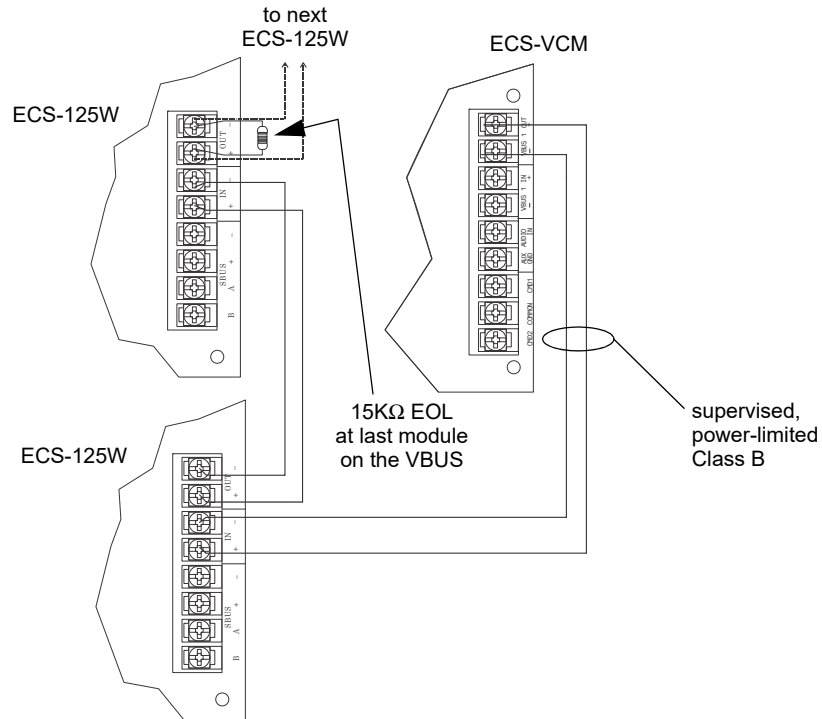 to next
ECS-125W
ECS-VCM
ECS-125W
- OUT +
- IN +
- + SBUS A B
VBUS 1 OUT + -
VBUS 1 IN + -
AUX AUDIO
GND IN
CMD1
COMMON
CMD2
15KΩ EOL
at last module
on the VBUS
supervised,
power-limited
Class B
ECS-125W
- OUT +
- IN +
- + SBUS A B